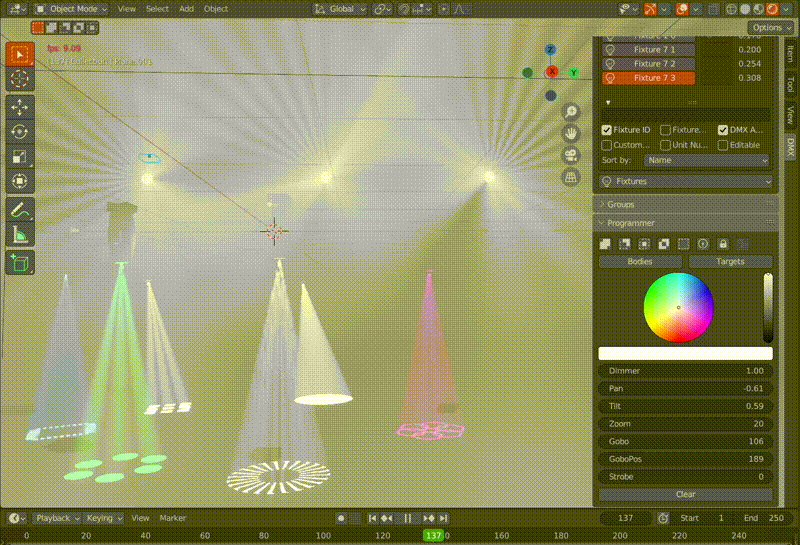 Object Mode View Select Add Object Global
Options
fps: 9.09
Fixture 7 1 0.200
Fixture 7 2 0.254
Fixture 7 3 0.308
Fixture ID Fixture... DMX A...
Custom... Unit Nu... Editable
Sort by: Name
Fixtures
Groups
Programmer
Bodies Targets
Dimmer 1.00
Pan -0.61
Tilt 0.59
Zoom 20
Gobo 106
GoboPos 189
Strobe 0
Clear
Item
Tool
View
DMX
Z
Y
X
Playback Keying View Marker 137 Start 1 End 250
0 20 40 60 80 100 120 137 160 180 200 220 240